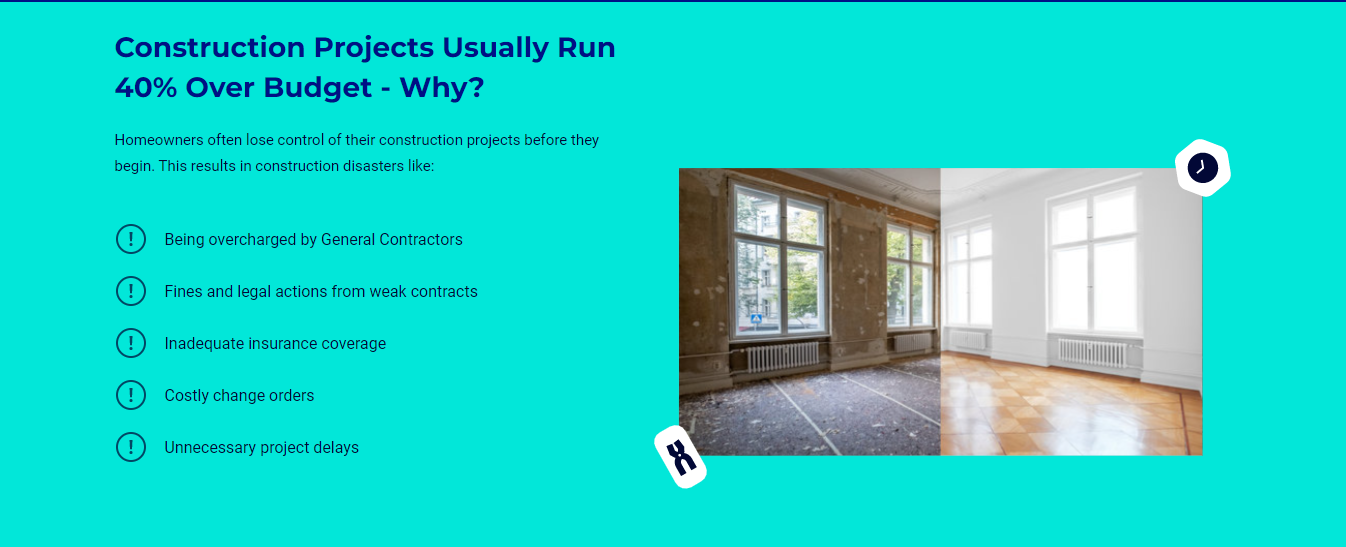 Construction Projects Usually Run
40% Over Budget - Why?
Homeowners often lose control of their construction projects before they
begin. This results in construction disasters like:
Being overcharged by General Contractors
Fines and legal actions from weak contracts
Inadequate insurance coverage
Costly change orders
Unnecessary project delays